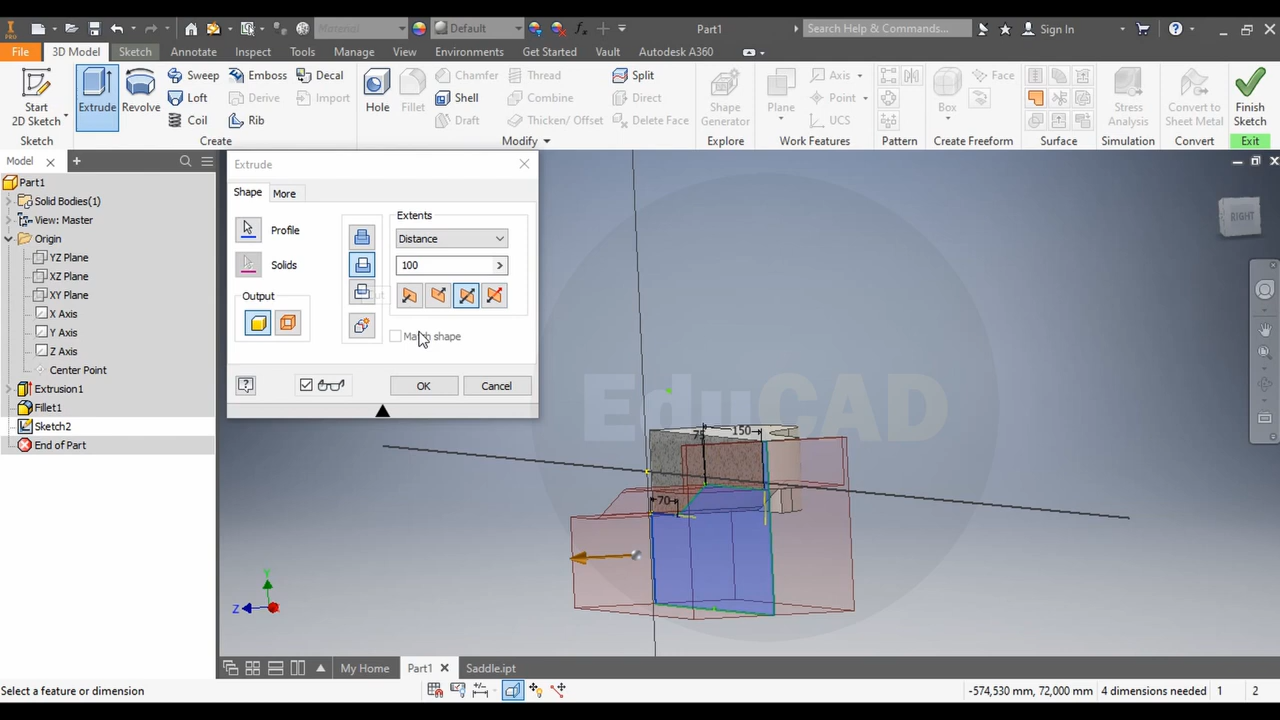 PRO
Material
Default
Part1
Search Help & Commands...
Sign In
File
3D Model
Sketch
Annotate
Inspect
Tools
Manage
View
Environments
Get Started
Vault
Autodesk A360
Start
2D Sketch
Extrude
Revolve
Sweep
Loft
Coil
Emboss
Derive
Rib
Decal
Import
Hole
Fillet
Chamfer
Shell
Draft
Thread
Combine
Thicken/ Offset
Split
Direct
Delete Face
Shape
Generator
Plane
Axis
Point
UCS
Box
Face
Stress
Analysis
Convert to
Sheet Metal
Finish
Sketch
Sketch
Create
Modify
Explore
Work Features
Pattern
Create Freeform
Surface
Simulation
Convert
Exit
Model
Part1
Solid Bodies(1)
View: Master
Origin
YZ Plane
XZ Plane
XY Plane
X Axis
Y Axis
Z Axis
Center Point
Extrusion1
Fillet1
Sketch2
End of Part
Extrude
Shape
More
Profile
Solids
Output
Extents
Distance
100
Match shape
OK
Cancel
RIGHT
EduCAD
75
150
70
Y
Z
My Home
Part1
Saddle.ipt
Select a feature or dimension
-574,530 mm, 72,000 mm
4 dimensions needed
1
2